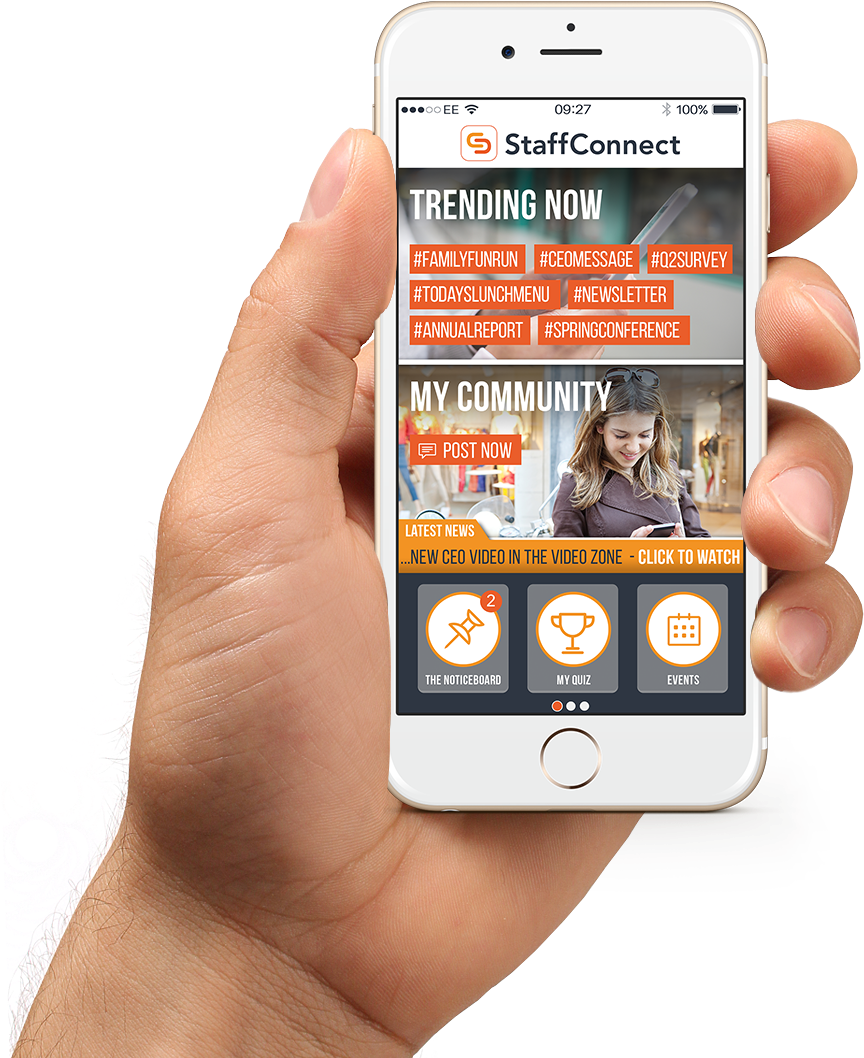 EE 09:27 100%
StaffConnect
TRENDING NOW
#FAMILYFUNRUN #CEOMESSAGE #Q2SURVEY
#TODAYSLUNCHMENU #NEWSLETTER
#ANNUALREPORT #SPRINGCONFERENCE
MY COMMUNITY
POST NOW
LATEST NEWS
...NEW CEO VIDEO IN THE VIDEO ZONE - CLICK TO WATCH
2
THE NOTICEBOARD MY QUIZ EVENTS